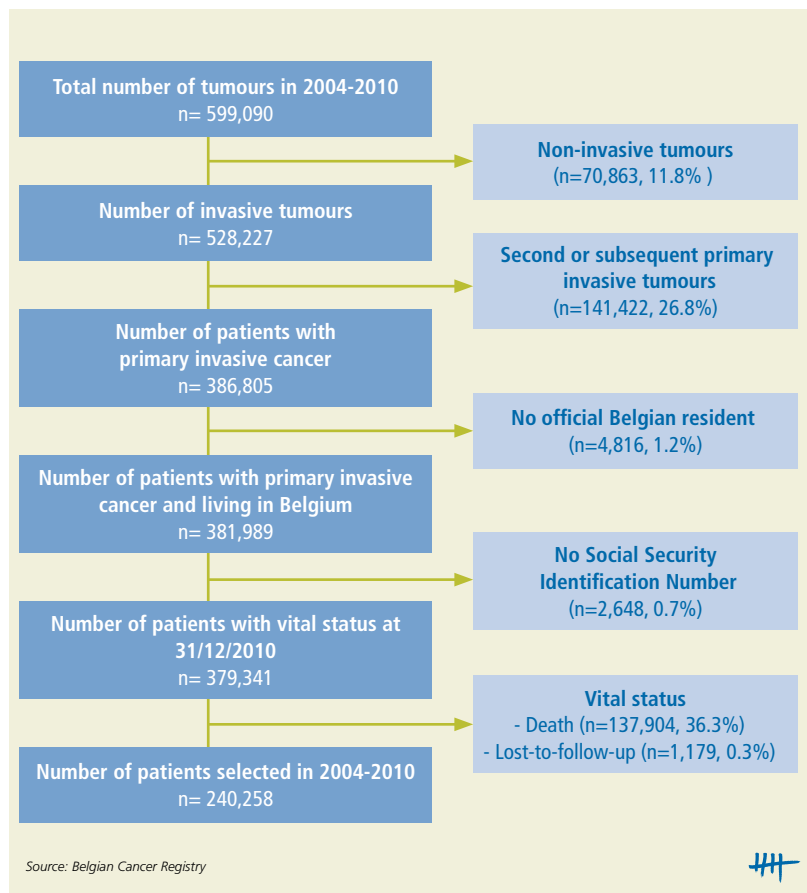 Total number of tumours in 2004-2010
n= 599,090
Non-invasive tumours
(n=70,863, 11.8% )
Number of invasive tumours
n= 528,227
Second or subsequent primary
invasive tumours
(n=141,422, 26.8%)
Number of patients with
primary invasive cancer
n= 386,805
No official Belgian resident
(n=4,816, 1.2%)
Number of patients with primary invasive
cancer and living in Belgium
n= 381,989
No Social Security
Identification Number
(n=2,648, 0.7%)
Number of patients with vital status at
31/12/2010
n= 379,341
Vital status
- Death (n=137,904, 36.3%)
- Lost-to-follow-up (n=1,179, 0.3%)
Number of patients selected in 2004-2010
n= 240,258
Source: Belgian Cancer Registry